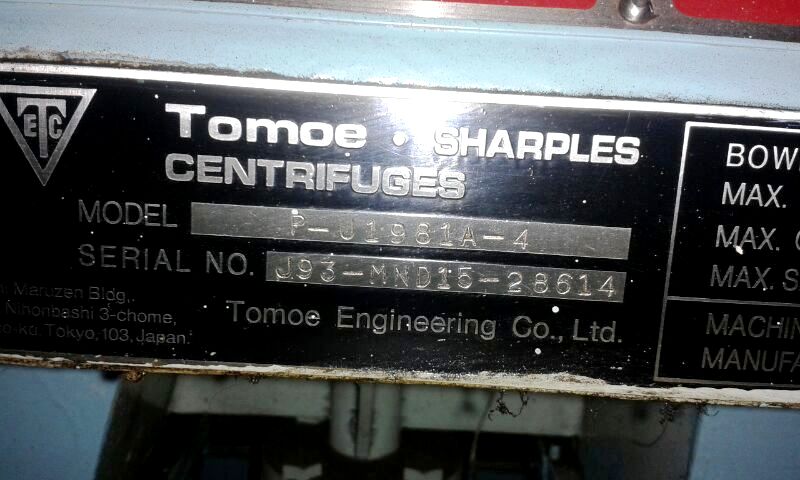 TEC
Tomoe • SHARPLES
CENTRIFUGES
MODEL P-U1981A-4
SERIAL NO. J93-MND15-28614
Maruzen Bldg,
Nihonbashi 3-chome,
Tokyo, 103, Japan.
Tomoe Engineering Co., Ltd.
BOW
MAX.
MAX.
MAX. S
MACHIN
MANUFA